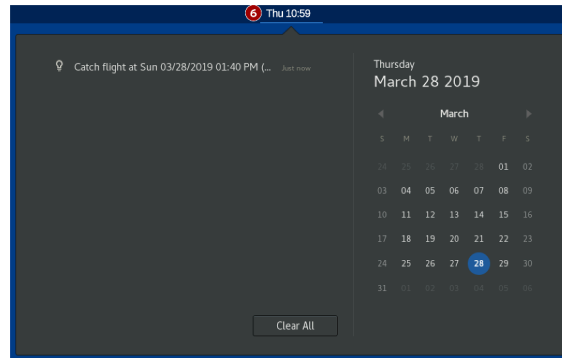 6 Thu 10:59
Catch flight at Sun 03/28/2019 01:40 PM (... Just now
Clear All
Thursday
March 28 2019
March
S M T W T F S
24 25 26 27 28 01 02
03 04 05 06 07 08 09
10 11 12 13 14 15 16
17 18 19 20 21 22 23
24 25 26 27 28 29 30
31 01 02 03 04 05 06